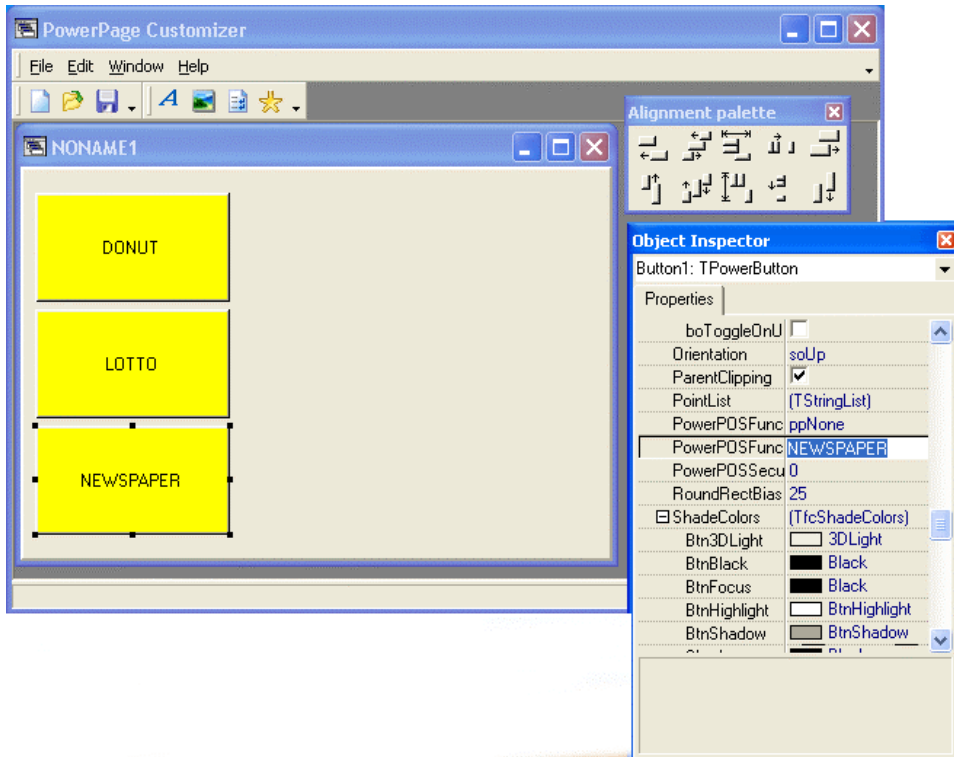 PowerPage Customizer
File Edit Window Help
A
NONAME1
DONUT
LOTTO
NEWSPAPER
Alignment palette
Object Inspector
Button1: TPowerButton
Properties
boToggleOnU
Orientation soUp
ParentClipping
PointList (TStringList)
PowerPOSFunc ppNone
PowerPOSFunc NEWSPAPER
PowerPOSSecu 0
RoundRectBias 25
ShadeColors (TfcShadeColors)
Btn3DLight 3DLight
BtnBlack Black
BtnFocus Black
BtnHighlight BtnHighlight
BtnShadow BtnShadow